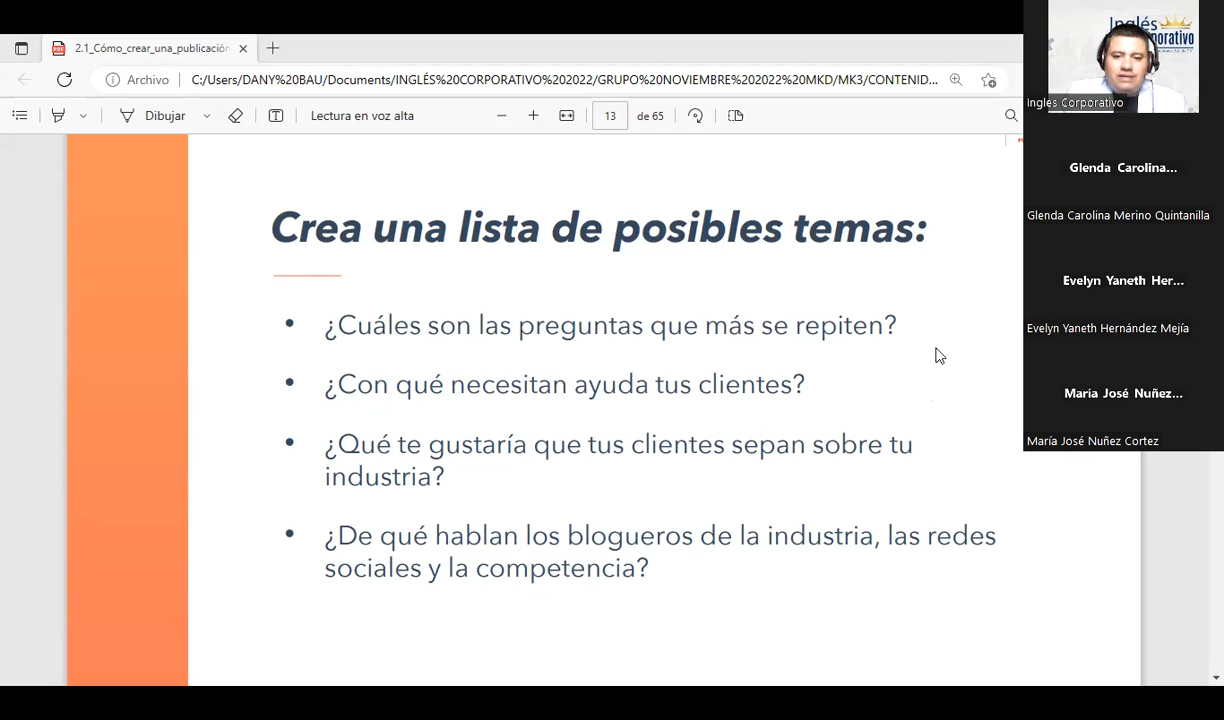 2.1_Cómo_crear_una_publicación
Archivo
C:/Users/DANY%20BAU/Documents/INGLÉS%20CORPORATIVO%202022/GRUPO%20NOVIEMBRE%202022%20MKD/MK3/CONTENID...
Dibujar
Lectura en voz alta
13
de 65
Crea una lista de posibles temas:
• ¿Cuáles son las preguntas que más se repiten?
• ¿Con qué necesitan ayuda tus clientes?
• ¿Qué te gustaría que tus clientes sepan sobre tu
industria?
• ¿De qué hablan los blogueros de la industria, las redes
sociales y la competencia?
Inglés
Inglés Corporativo
Glenda Carolina...
Glenda Carolina Merino Quintanilla
Evelyn Yaneth Her...
Evelyn Yaneth Hernández Mejía
María José Nuñez...
María José Nuñez Cortez